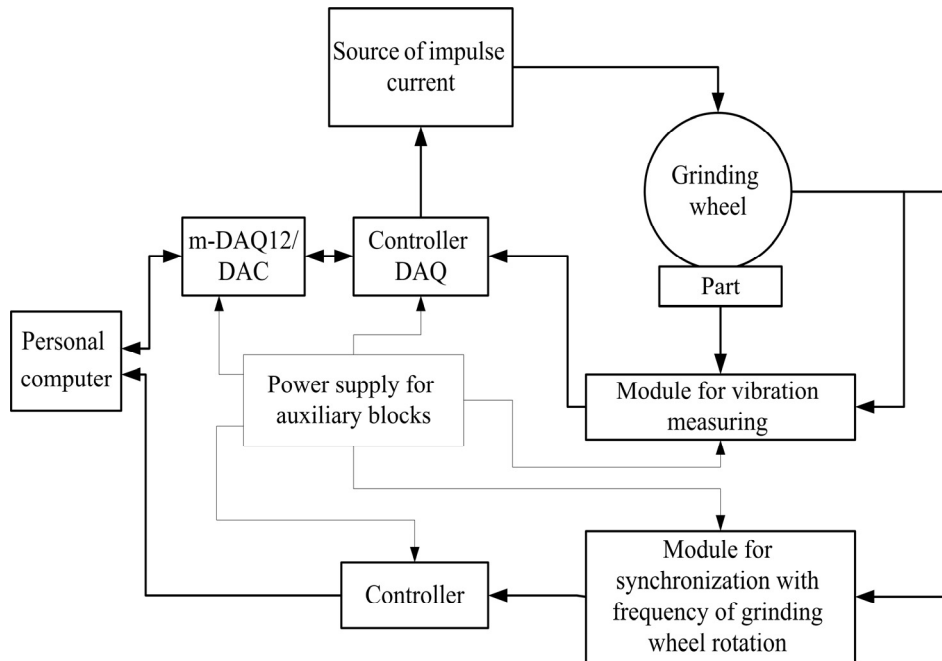 Source of impulse
current
Grinding
wheel
m-DAQ12/
DAC
Controller
DAQ
Part
Personal
computer
Power supply for
auxiliary blocks
Module for vibration
measuring
Controller
Module for
synchronization with
frequency of grinding
wheel rotation